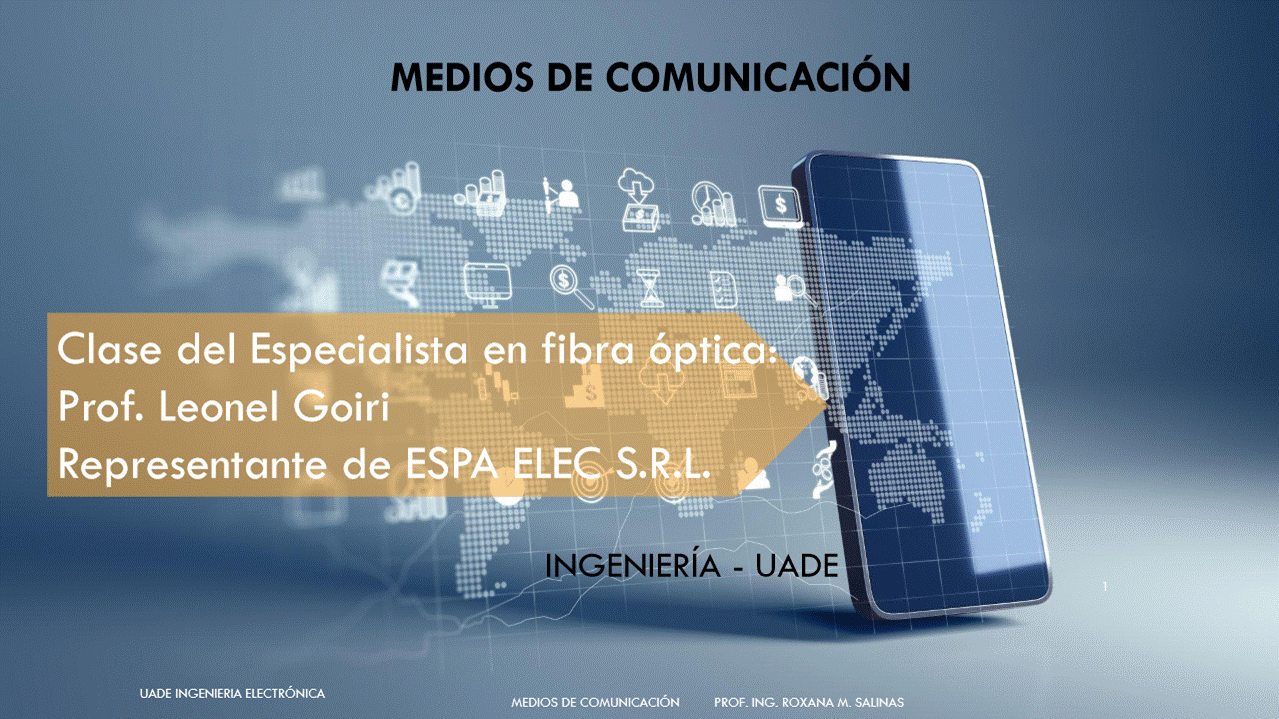 MEDIOS DE COMUNICACIÓN
Clase del Especialista en fibra óptica:
Prof. Leonel Goiri
Representante de ESPA ELEC S.R.L.
INGENIERÍA - UADE
1
UADE INGENIERIA ELECTRÓNICA
MEDIOS DE COMUNICACIÓN PROF. ING. ROXANA M. SALINAS